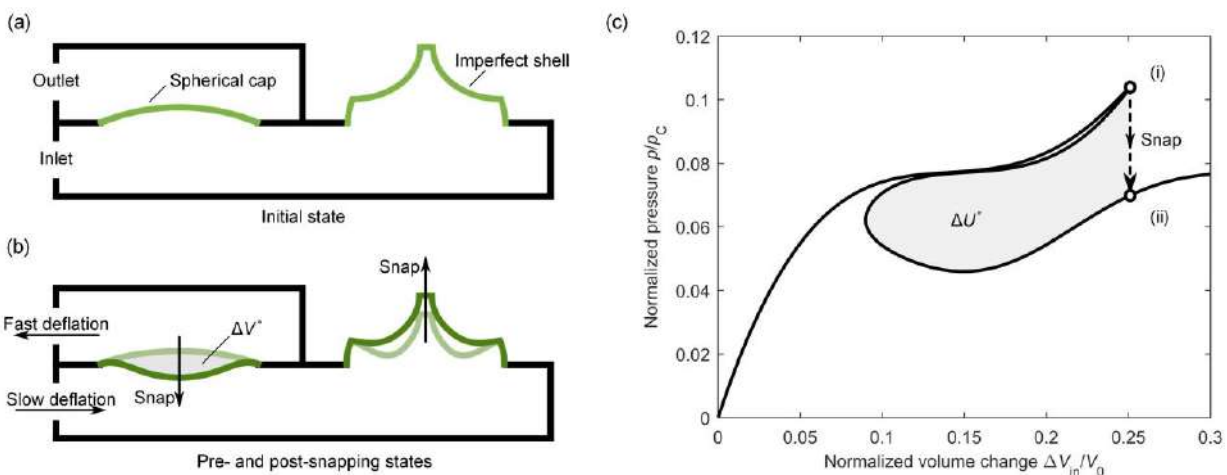 (a)
Outlet
Spherical cap
Imperfect shell
Inlet
Initial state
(b)
Snap
Fast deflation
ΔV*
Slow deflation
Snap
Pre- and post-snapping states
(c)
Normalized pressure p/pC
0.12
0.1
0.08
0.06
0.04
0.02
0
(i)
Snap
(ii)
ΔU*
0
0.05
0.1
0.15
0.2
0.25
0.3
Normalized volume change ΔVin/V0